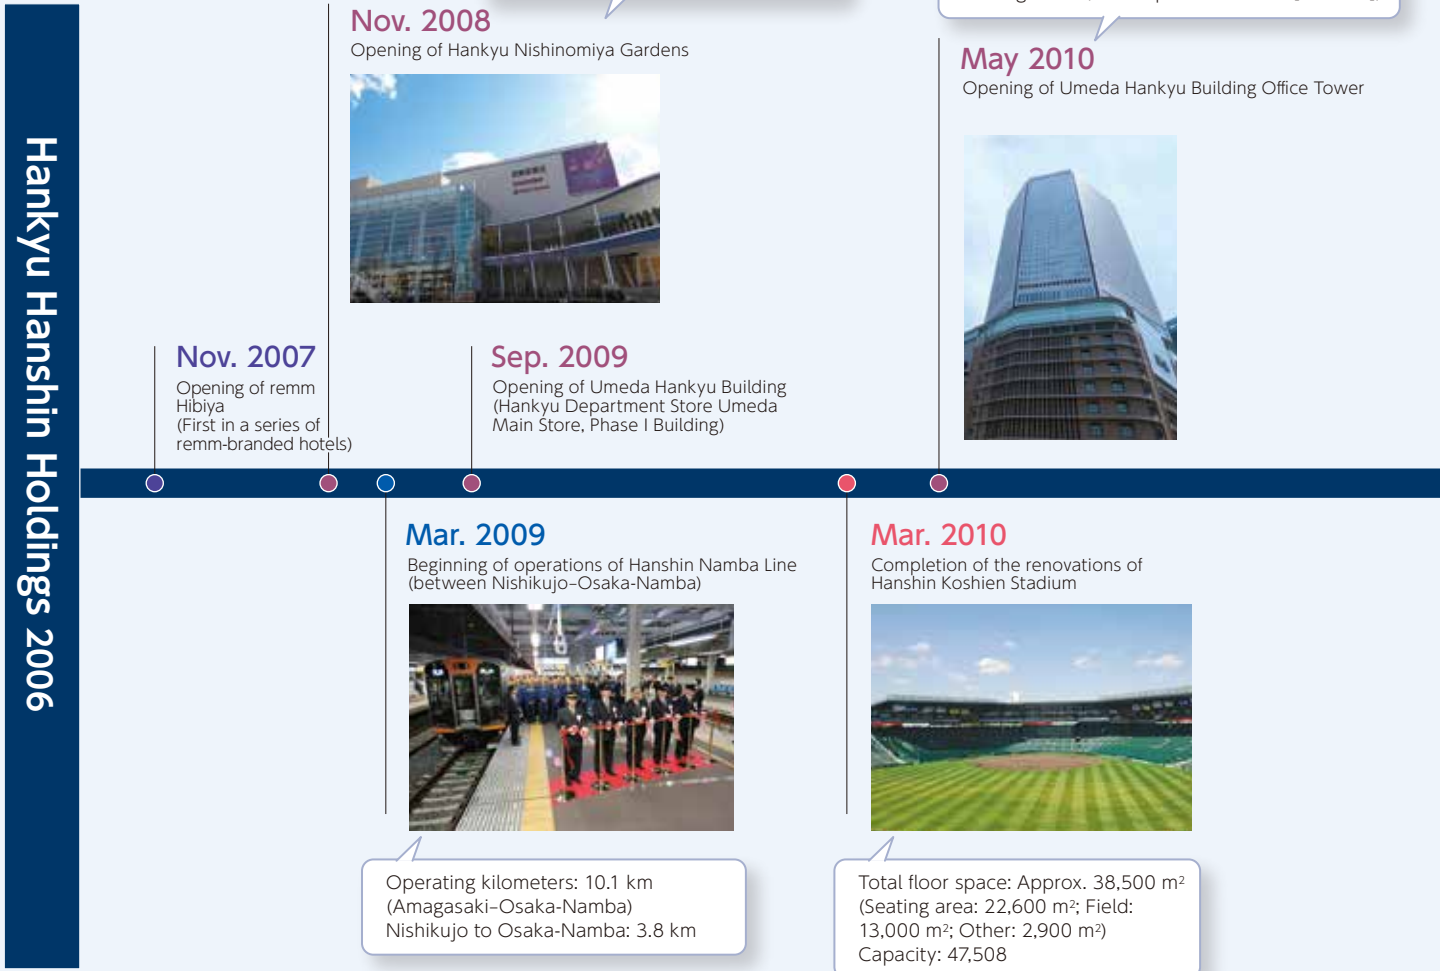 Hankyu Hanshin Holdings 2006
Nov. 2008
Opening of Hankyu Nishinomiya Gardens
May 2010
Opening of Umeda Hankyu Building Office Tower
Nov. 2007
Opening of remm
Hibiya
(First in a series of
remm-branded hotels)
Sep. 2009
Opening of Umeda Hankyu Building
(Hankyu Department Store Umeda
Main Store, Phase I Building)
Mar. 2009
Beginning of operations of Hanshin Namba Line
(between Nishikujo–Osaka-Namba)
Mar. 2010
Completion of the renovations of
Hanshin Koshien Stadium
Operating kilometers: 10.1 km
(Amagasaki–Osaka-Namba)
Nishikujo to Osaka-Namba: 3.8 km
Total floor space: Approx. 38,500 m²
(Seating area: 22,600 m²; Field:
13,000 m²; Other: 2,900 m²)
Capacity: 47,508